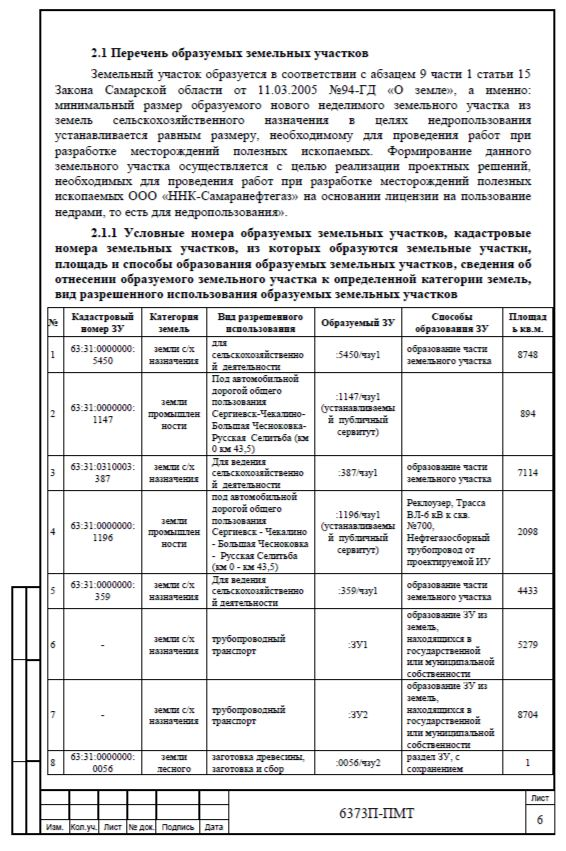 2.1 Перечень образуемых земельных участков
Земельный участок образуется в соответствии с абзацем 9 части 1 статьи 15
Закона Самарской области от 11.03.2005 №94-ГД «О земле», а именно:
минимальный размер образуемого нового неделимого земельного участка из
земель сельскохозяйственного назначения в целях недропользования
устанавливается равным размеру, необходимому для проведения работ при
разработке месторождений полезных ископаемых. Формирование данного
земельного участка осуществляется с целью реализации проектных решений,
необходимых для проведения работ при разработке месторождений полезных
ископаемых ООО «ННК-Самаранефтегаз» на основании лицензии на пользование
недрами, то есть для недропользования».
2.1.1 Условные номера образуемых земельных участков, кадастровые
номера земельных участков, из которых образуются земельные участки,
площадь и способы образования образуемых земельных участков, сведения об
отнесении образуемого земельного участка к определенной категории земель,
вид разрешенного использования образуемых земельных участков
№
Кадастровый
номер ЗУ
Категория
земель
Вид разрешенного
использования
Образуемый ЗУ
Способы
образования ЗУ
Площад
ь кв.м.
1
63:31:0000000:
5450
земли с/х
назначения
для
сельскохозяйственно
й деятельности
:5450/чзу1
образование части
земельного участка
8748
2
63:31:0000000:
1147
земли
промышлен
ности
Под автомобильной
дорогой общего
пользования
Сергиевск-Чекалино-
Большая Чесноковка-
Русская Селитьба (км
0 км 43,5)
:1147/чзу1
(устанавливаемы
й публичный
сервитут)
894
3
63:31:0310003:
387
земли с/х
назначения
Для ведения
сельскохозяйственно
й деятельности
:387/чзу1
образование части
земельного участка
7114
4
63:31:0000000:
1196
земли
промышлен
ности
под автомобильной
дорогой общего
пользования
Сергиевск - Чекалино
- Большая Чесноковка
- Русская Селитьба
(км 0 - км 43,5)
:1196/чзу1
(устанавливаемы
й публичный
сервитут)
Реклоузер, Трасса
ВЛ-6 кВ к скв.
№700,
Нефтегазосборный
трубопровод от
проектируемой ИУ
2098
5
63:31:0000000:
359
земли с/х
назначения
Для ведения
сельскохозяйственно
й деятельности
:359/чзу1
образование части
земельного участка
4433
6
-
земли с/х
назначения
трубопроводный
транспорт
:ЗУ1
образование ЗУ из
земель,
находящихся в
государственной
или муниципальной
собственности
5279
7
-
земли с/х
назначения
трубопроводный
транспорт
:ЗУ2
образование ЗУ из
земель,
находящихся в
государственной
или муниципальной
собственности
8704
8
63:31:0000000:
0056
земли
лесного
заготовка древесины,
заготовка и сбор
:0056/чзу2
раздел ЗУ, с
сохранением
1
Изм.
Кол.уч.
Лист
№ док.
Подпись
Дата
6373П-ПМТ
Лист
6